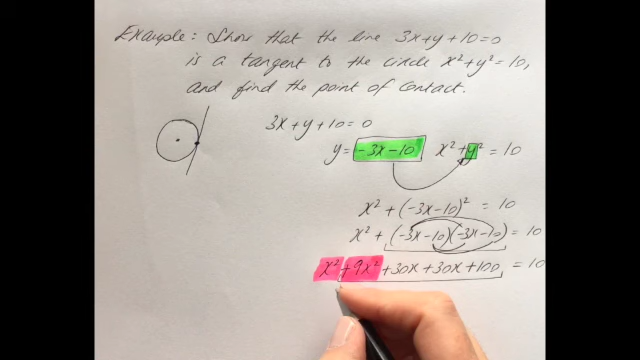 Example: Show that the line 3x+y+10=0
is a tangent to the circle x²+y²=10,
and find the point of contact.
3x+y+10=0
y= -3x-10 x²+y²=10
x²+(-3x-10)²=10
x²+(-3x-10)(-3x-10)=10
x²+9x²+30x+30x+100=10